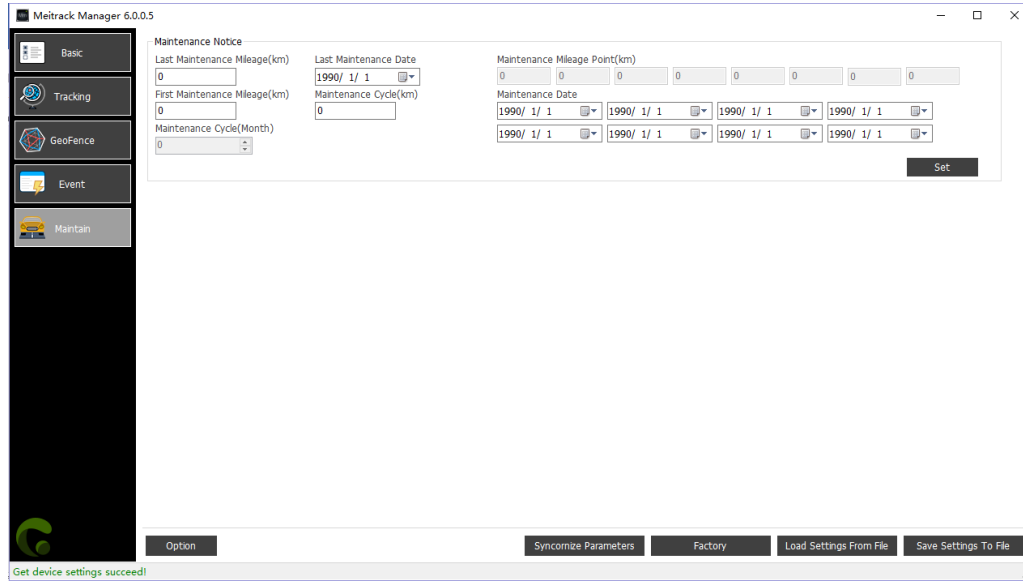 Meitrack Manager 6.0.0.5
Basic
Tracking
GeoFence
Event
Maintain
Maintenance Notice
Last Maintenance Mileage(km) Last Maintenance Date Maintenance Mileage Point(km)
0 1990/ 1/ 1 0 0 0 0 0 0 0 0
First Maintenance Mileage(km) Maintenance Cycle(km) Maintenance Date
0 0 1990/ 1/ 1 1990/ 1/ 1 1990/ 1/ 1 1990/ 1/ 1
Maintenance Cycle(Month) 1990/ 1/ 1 1990/ 1/ 1 1990/ 1/ 1 1990/ 1/ 1
0
Set
Option Syncornize Parameters Factory Load Settings From File Save Settings To File
Get device settings succeed!